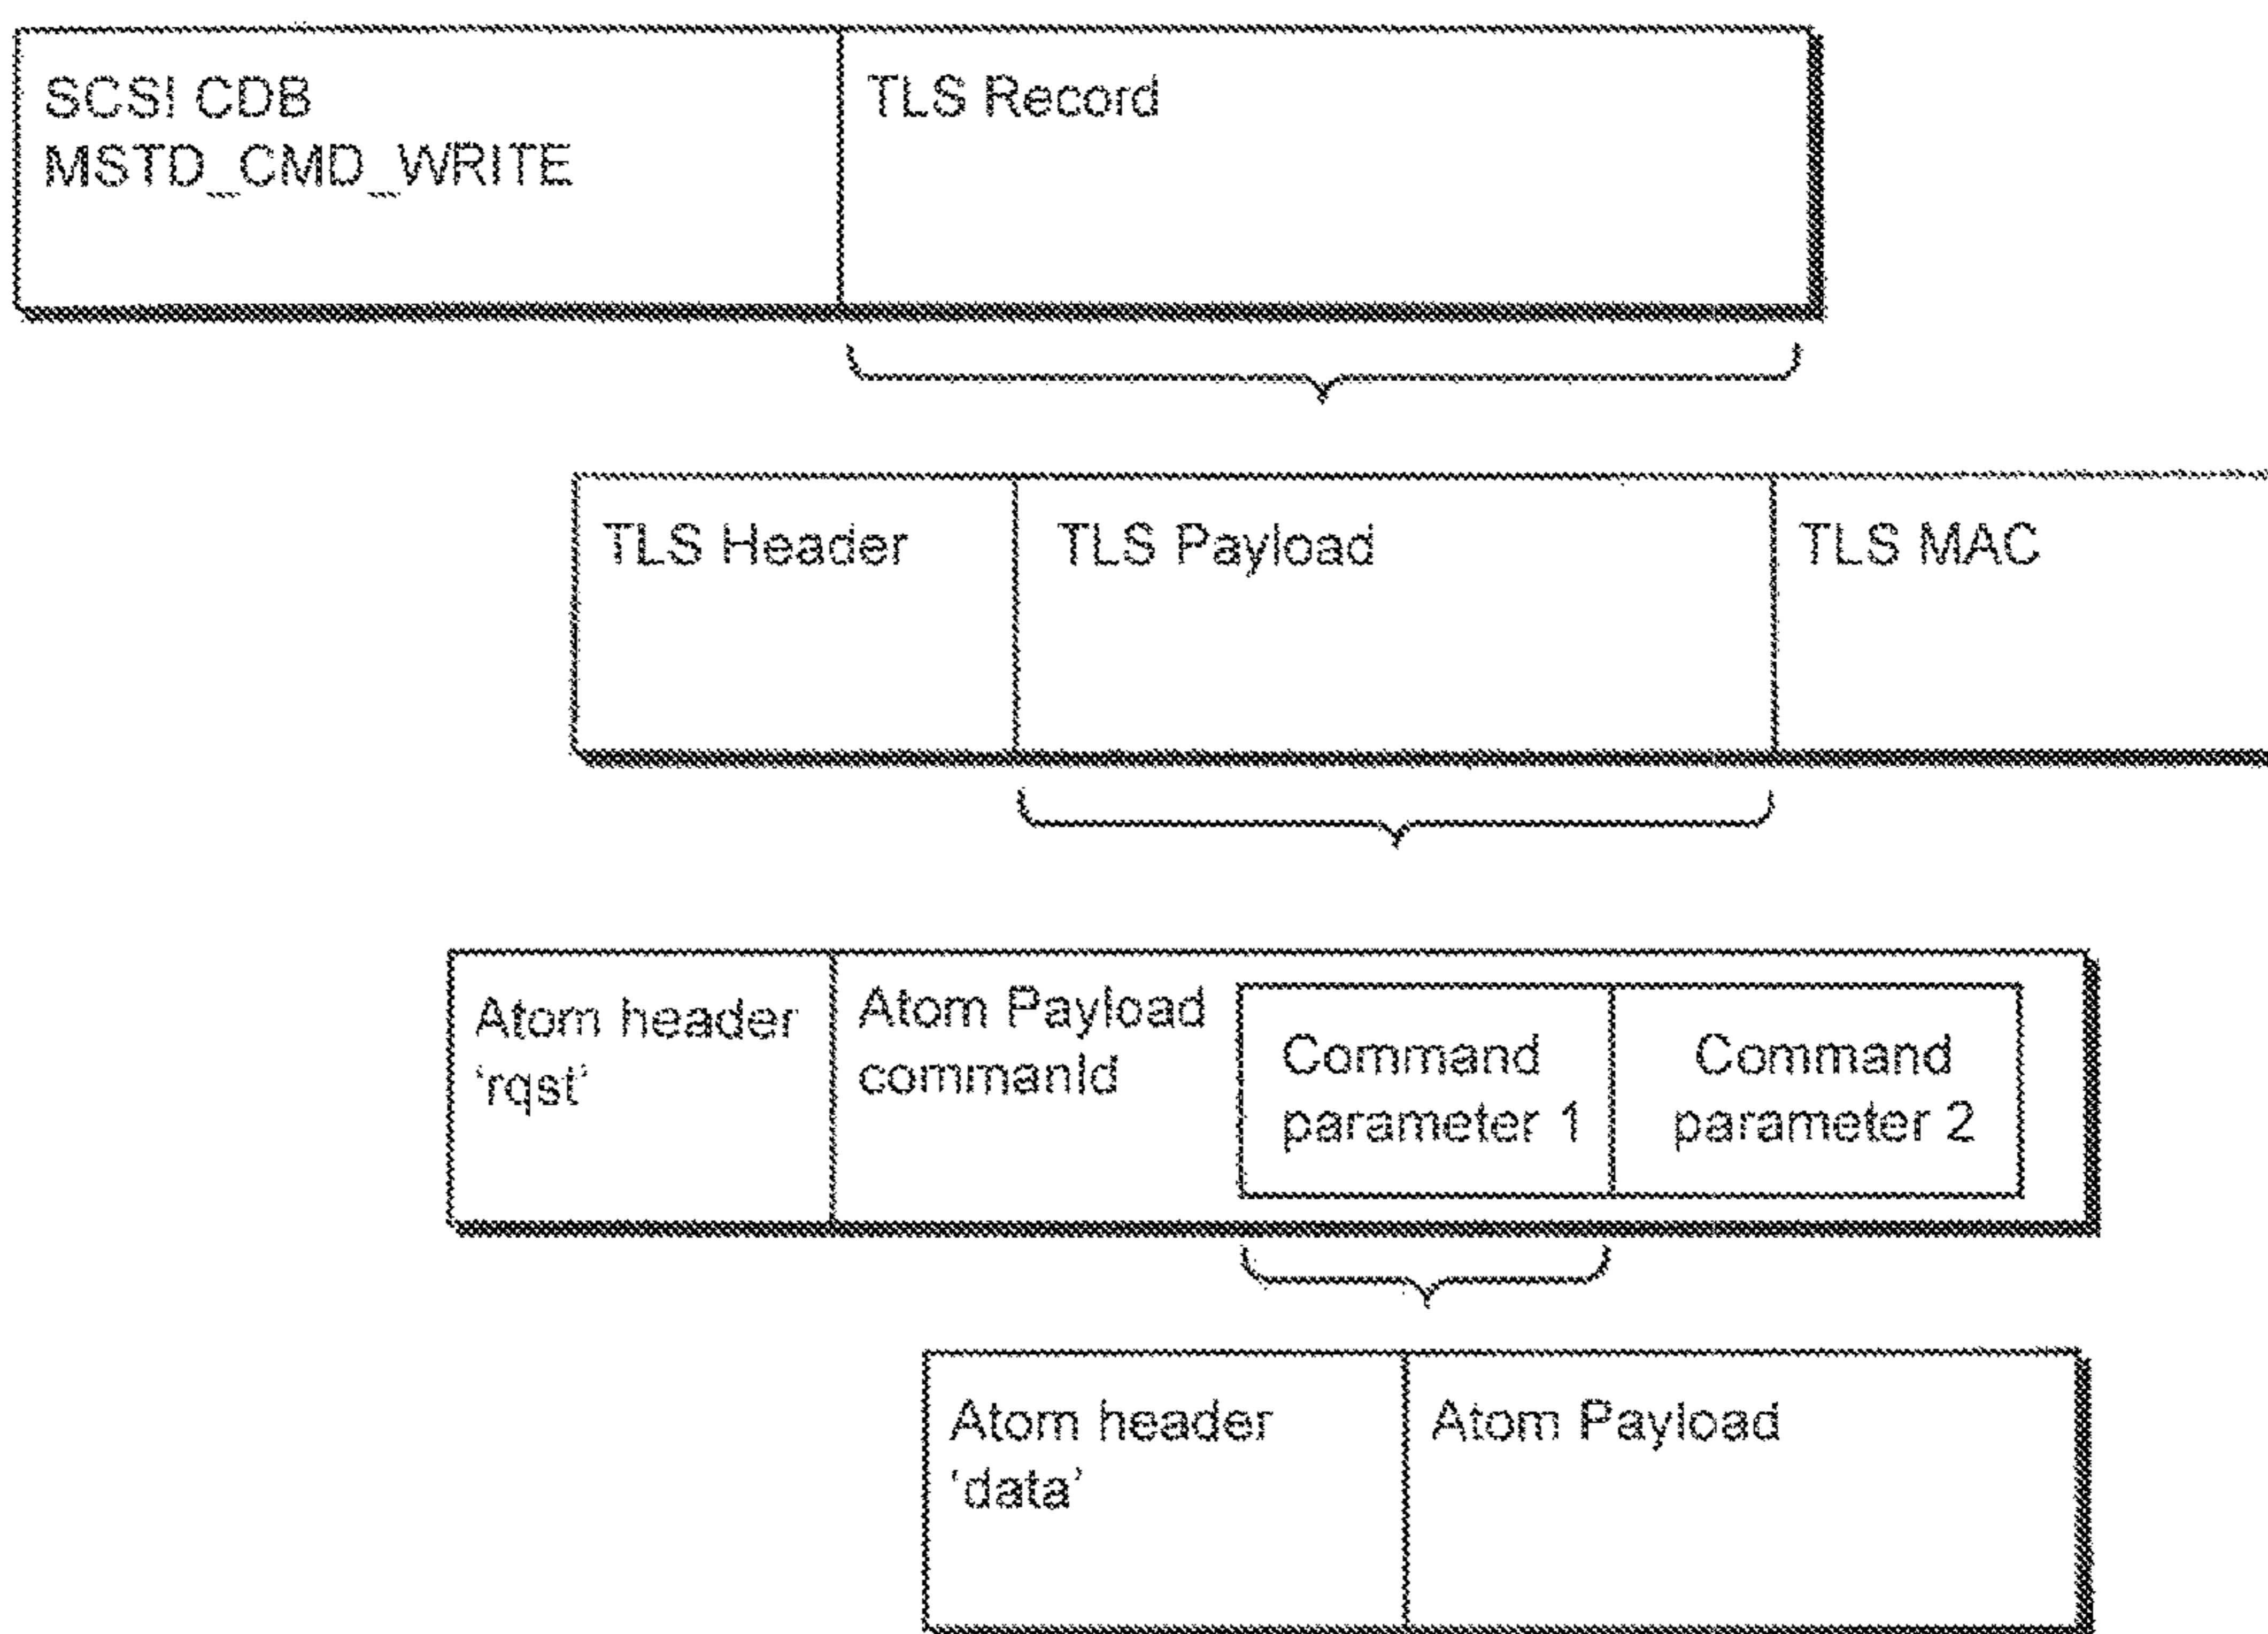 SCSI CDB
MSTD_CMD_WRITE
TLS Record
TLS Header
TLS Payload
TLS MAC
Atom header
'rqst'
Atom Payload
commanId
Command
parameter 1
Command
parameter 2
Atom header
'data'
Atom Payload